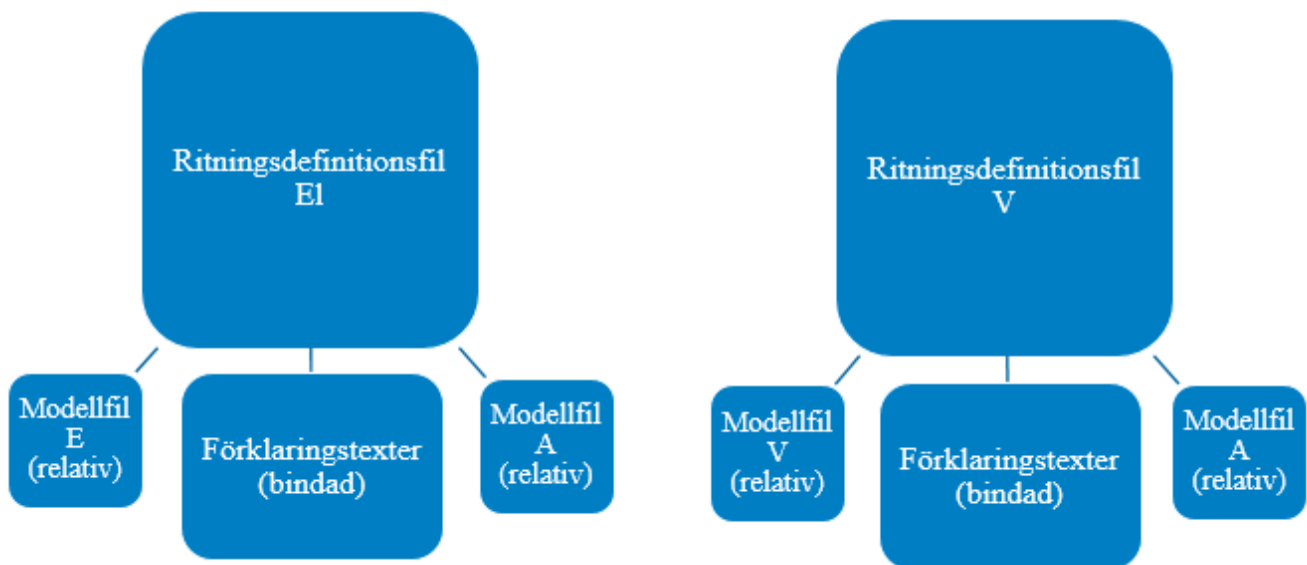 Ritningsdefinitionsfil
El
Modellfil
E
(relativ)
Förklaringstexter
(bindad)
Modellfil
A
(relativ)
Ritningsdefinitionsfil
V
Modellfil
V
(relativ)
Förklaringstexter
(bindad)
Modellfil
A
(relativ)